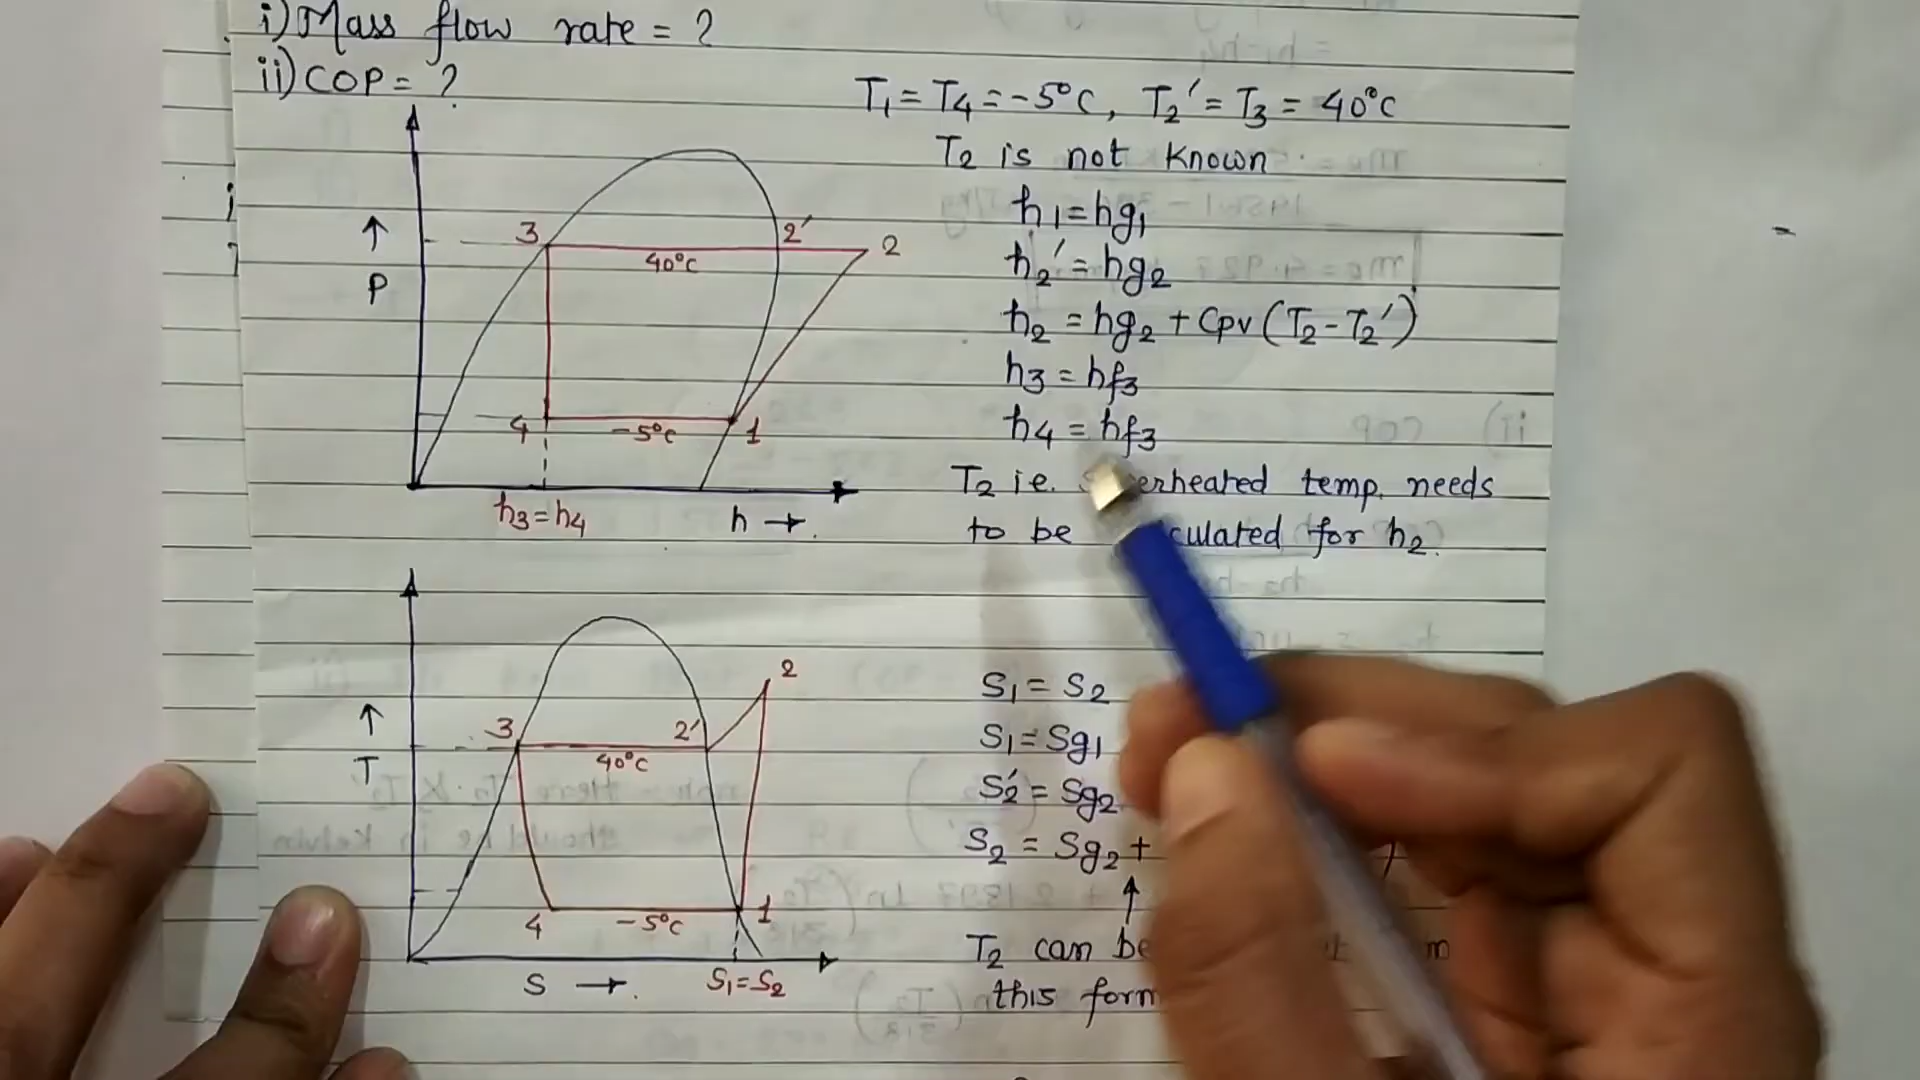 i) Mass flow rate = ?
ii) COP = ?
T1 = T4 = -5°C, T2' = T3 = 40°C
T2 is not known
h1 = hg1
h2' = hg2
h2 = hg2 + Cpv (T2 - T2')
h3 = hf3
h4 = hf3
T2 i.e. temp. needs
to be for h2.
P
3
2'
2
40°C
4
-5°C
1
h3 = h4
h →
T
3
2'
2
40°C
4
-5°C
1
S →
S1 = S2
S1 = S2
S1 = Sg1
S2' = Sg2
S2 = Sg2 +
T2 can be
this